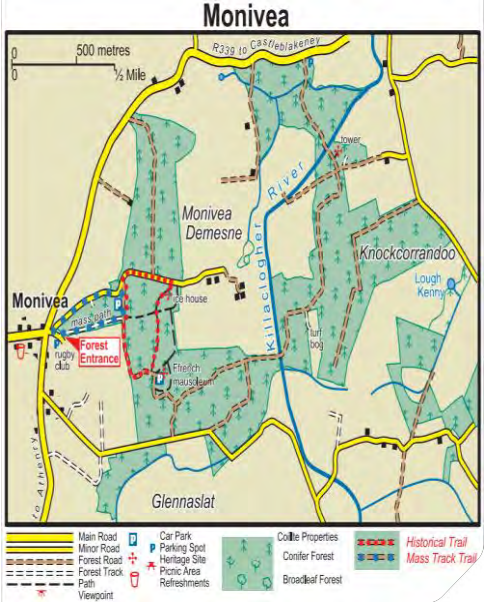 Monivea
0 500 metres
0 ½ Mile
R339 to Castleblakeney
P
tower
River
Monivea
Demesne
Killaclogher
Knockcorrandoo
Lough
Kenny
Monivea
mass path
P
ice house
Forest
Entrance
P
rugby
club
turf
bog
Ffrench
mausoleum
P
to Athenry
Glennaslat
Main Road
Minor Road
Forest Road
Forest Track
Path
Viewpoint
P Car Park
P Parking Spot
Heritage Site
Picnic Area
Refreshments
Coillte Properties
Conifer Forest
Broadleaf Forest
Historical Trail
Mass Track Trail